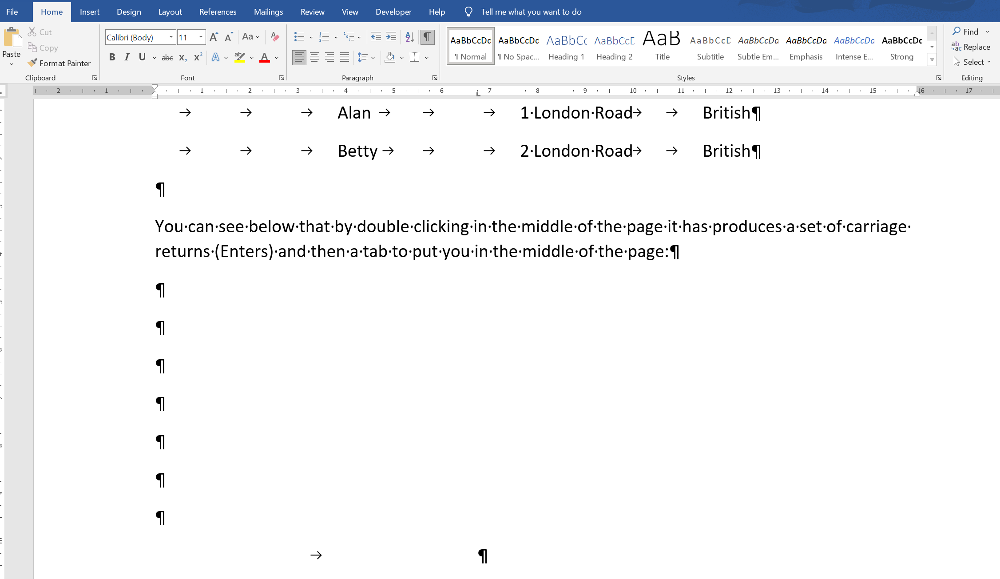 File Home Insert Design Layout References Mailings Review View Developer Help Tell me what you want to do
Paste
Cut
Copy
Format Painter
Clipboard
Calibri (Body) 11
Font
Paragraph
AaBbCcDc AaBbCcDc AaBbCc AaBbCcD AaB AaBbCcD AaBbCcDd AaBbCcDd AaBbCcDd AaBbCcDc
¶ Normal ¶ No Spac... Heading 1 Heading 2 Title Subtitle Subtle Em... Emphasis Intense E... Strong
Styles
Find
Replace
Select
Editing
2 1 1 2 3 4 5 6 7 8 9 10 11 12 13 14 15 16 17
→ → → Alan → → → 1·London·Road→ → British¶
→ → → Betty → → → 2·London·Road→ → British¶
¶
You·can·see·below·that·by·double·clicking·in·the·middle·of·the·page·it·has·produces·a·set·of·carriage·
returns·(Enters)·and·then·a·tab·to·put·you·in·the·middle·of·the·page:¶
¶
¶
¶
¶
¶
¶
¶
→ ¶